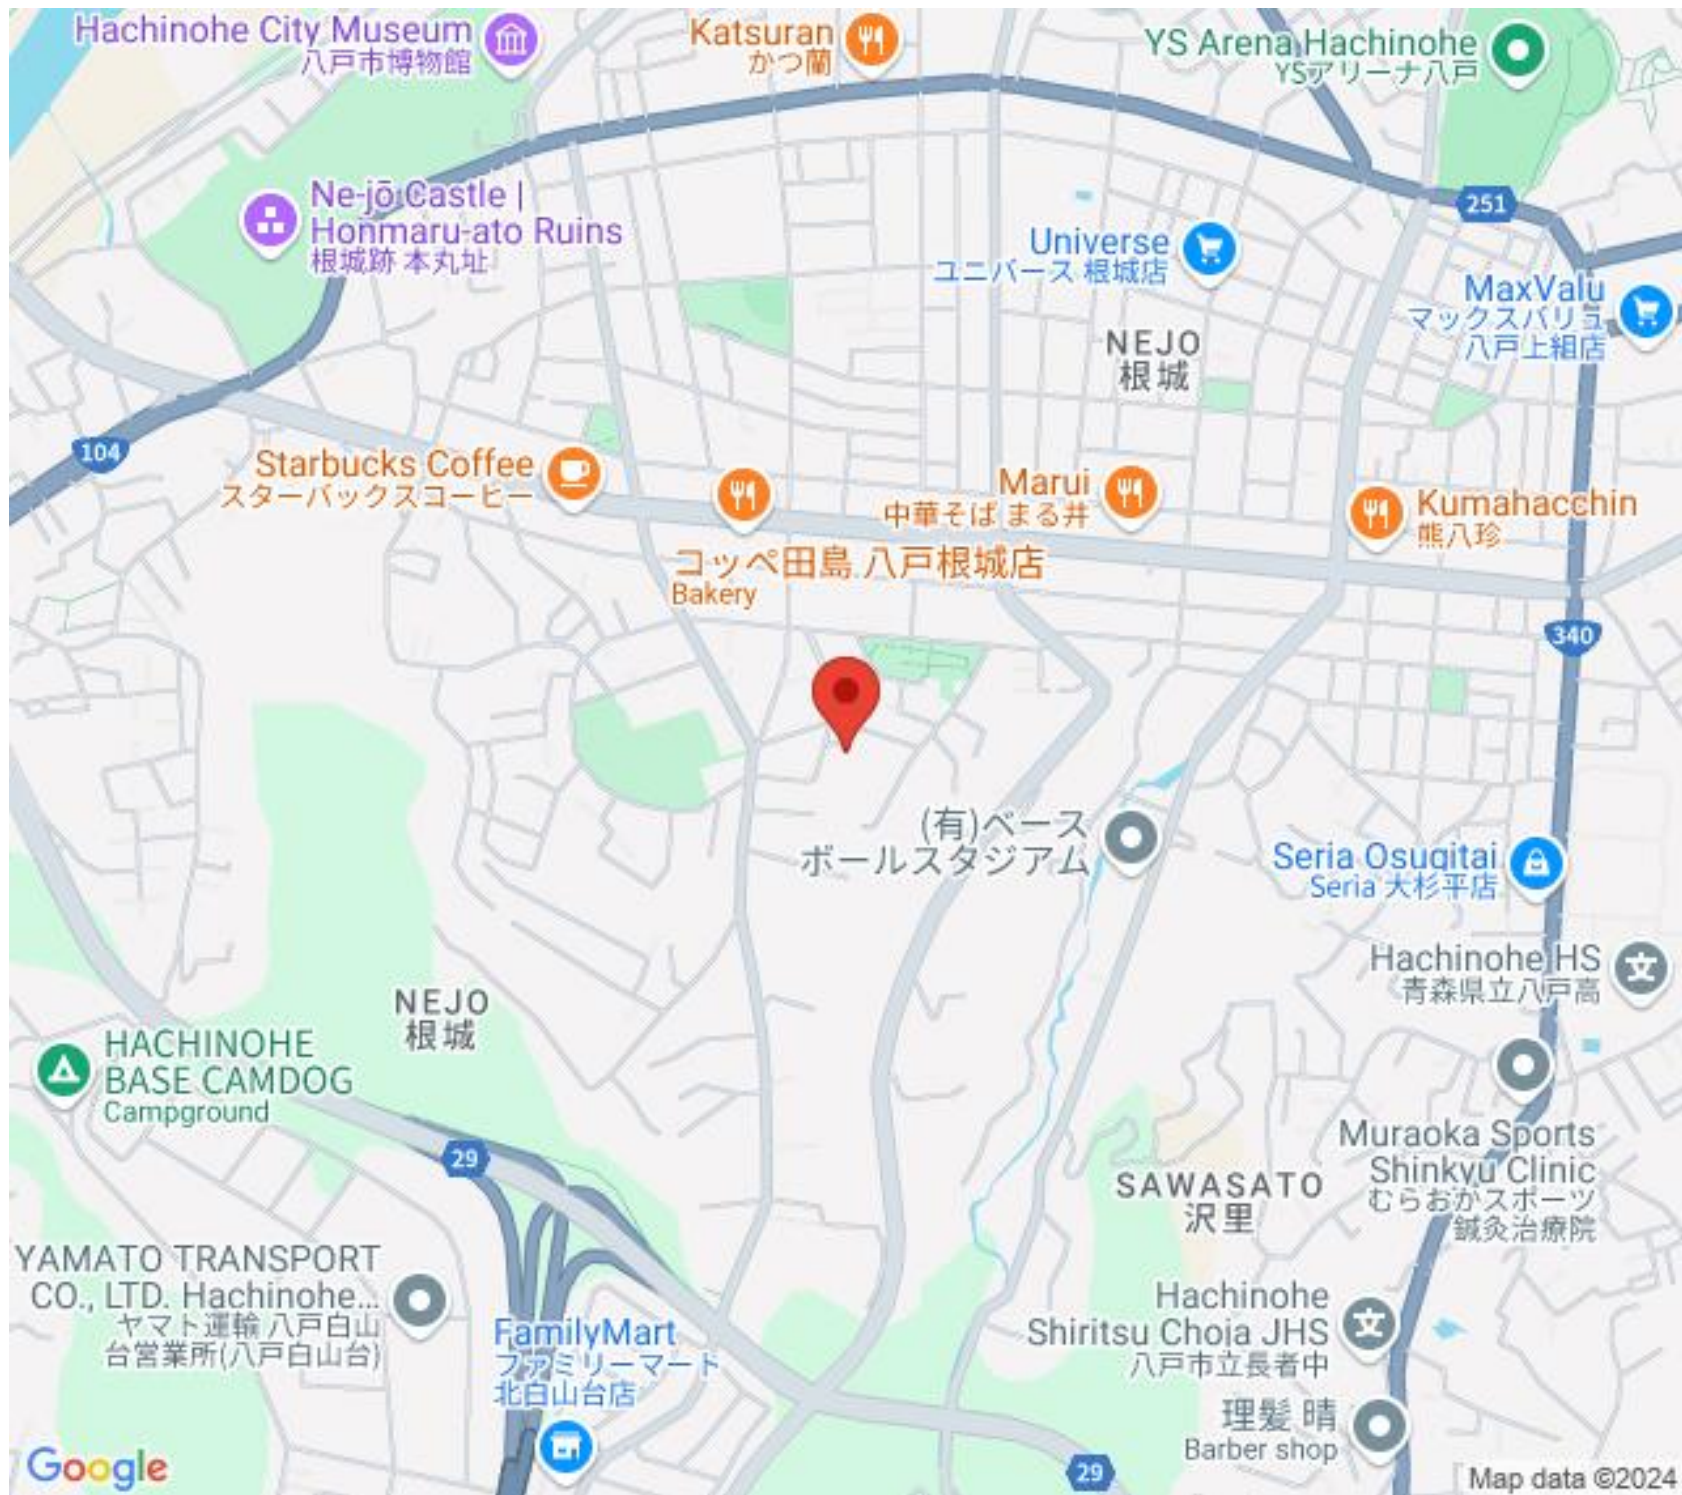 Hachinohe City Museum
八戸市博物館
Katsuran
かつ蘭
YS Arena Hachinohe
YSアリーナ八戸
Ne-jō Castle |
Honmaru-ato Ruins
根城跡 本丸址
251
Universe
ユニバース 根城店
MaxValu
マックスバリュ
八戸上組店
NEJO
根城
104
Starbucks Coffee
スターバックスコーヒー
Marui
中華そば まる井
Kumahacchin
熊八珍
コッペ田島 八戸根城店
Bakery
340
(有)ベース
ボールスタジアム
Seria Osugitai
Seria 大杉平店
Hachinohe HS
青森県立八戸高
NEJO
根城
HACHINOHE
BASE CAMDOG
Campground
29
Muraoka Sports
Shinkyu Clinic
むらおかスポーツ
鍼灸治療院
SAWASATO
沢里
YAMATO TRANSPORT
CO., LTD. Hachinohe...
ヤマト運輸 八戸白山
台営業所(八戸白山台)
Hachinohe
Shiritsu Choja JHS
八戸市立長者中
FamilyMart
ファミリーマート
北白山台店
理髪 晴
Barber shop
29
Google
Map data ©2024